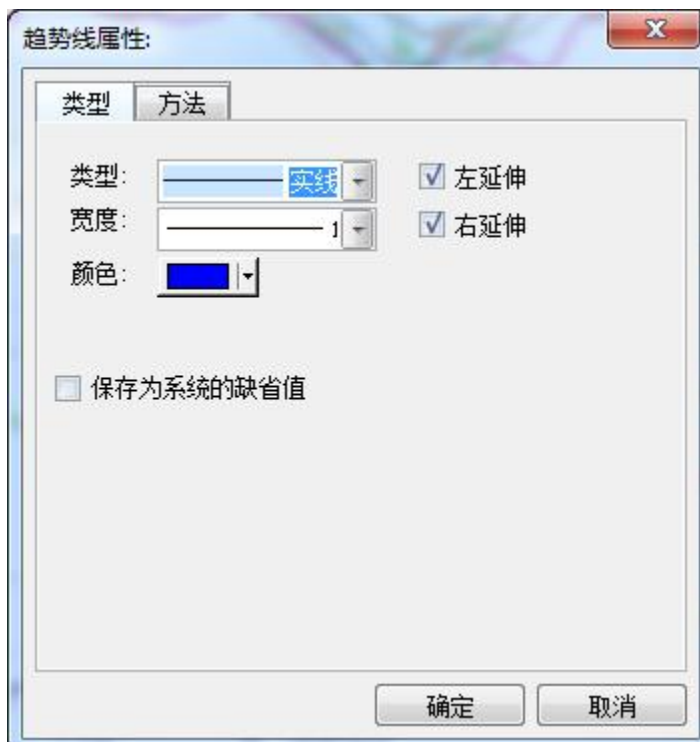 趋势线属性:
类型 方法
类型: 实线 左延伸
宽度: 1 右延伸
颜色:
保存为系统的缺省值
确定 取消